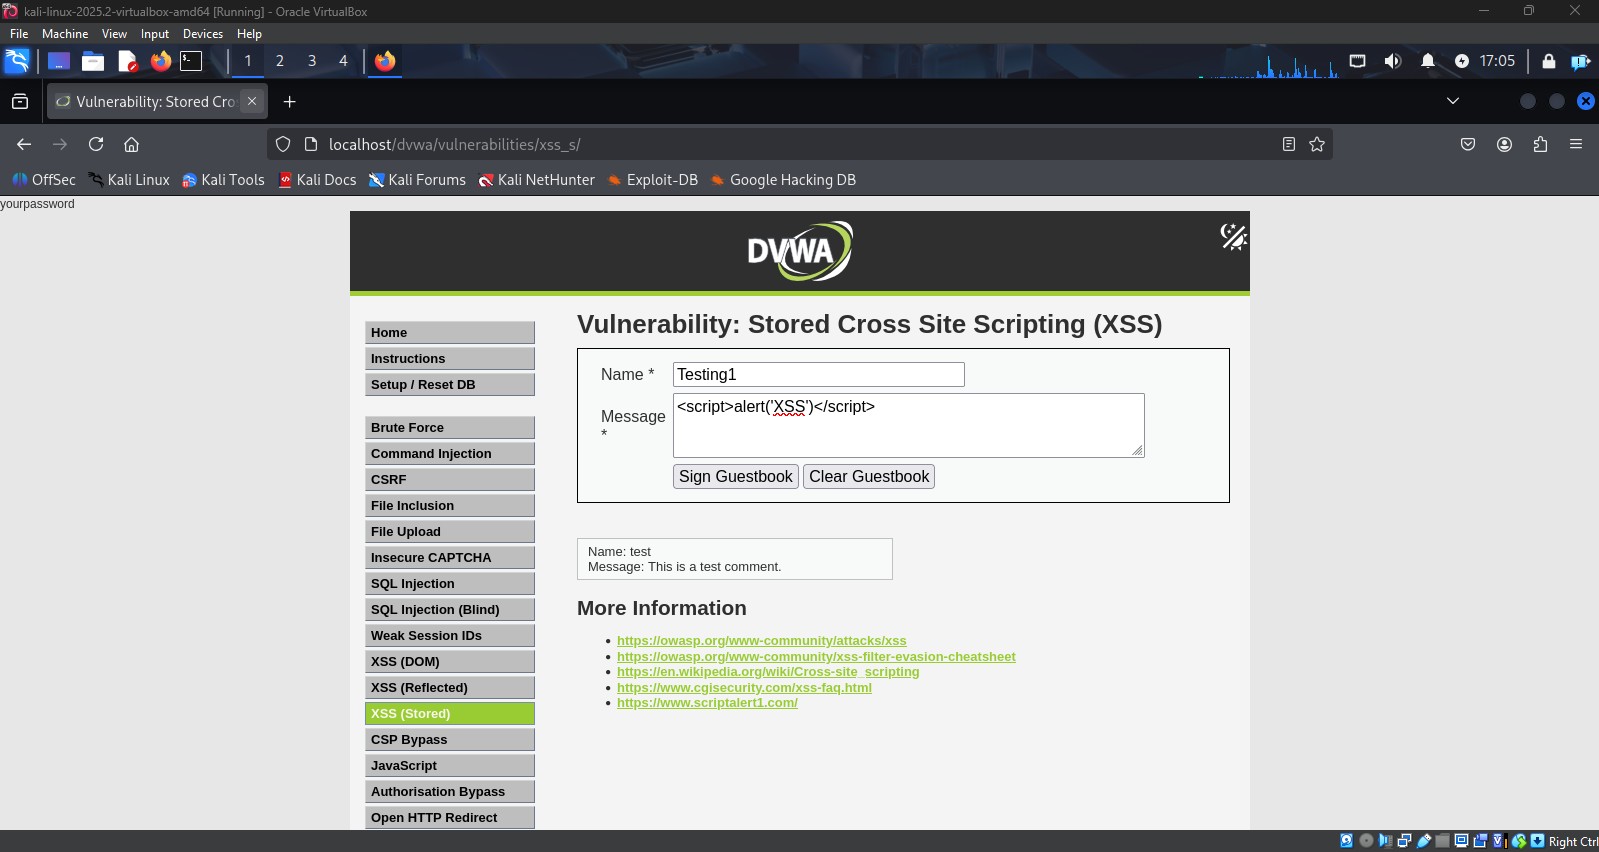 kali-linux-2025.2-virtualbox-amd64 [Running] - Oracle VirtualBox
File Machine View Input Devices Help
1 2 3 4 17:05
Vulnerability: Stored Cro
localhost/dvwa/vulnerabilities/xss_s/
OffSec Kali Linux Kali Tools Kali Docs Kali Forums Kali NetHunter Exploit-DB Google Hacking DB
yourpassword
DVWA
Home
Instructions
Setup / Reset DB
Brute Force
Command Injection
CSRF
File Inclusion
File Upload
Insecure CAPTCHA
SQL Injection
SQL Injection (Blind)
Weak Session IDs
XSS (DOM)
XSS (Reflected)
XSS (Stored)
CSP Bypass
JavaScript
Authorisation Bypass
Open HTTP Redirect
Vulnerability: Stored Cross Site Scripting (XSS)
Name * Testing1
Message * <script>alert('XSS')</script>
Sign Guestbook Clear Guestbook
Name: test
Message: This is a test comment.
More Information
https://owasp.org/www-community/attacks/xss
https://owasp.org/www-community/xss-filter-evasion-cheatsheet
https://en.wikipedia.org/wiki/Cross-site_scripting
https://www.cgisecurity.com/xss-faq.html
https://www.scriptalert1.com/
Right Ctrl